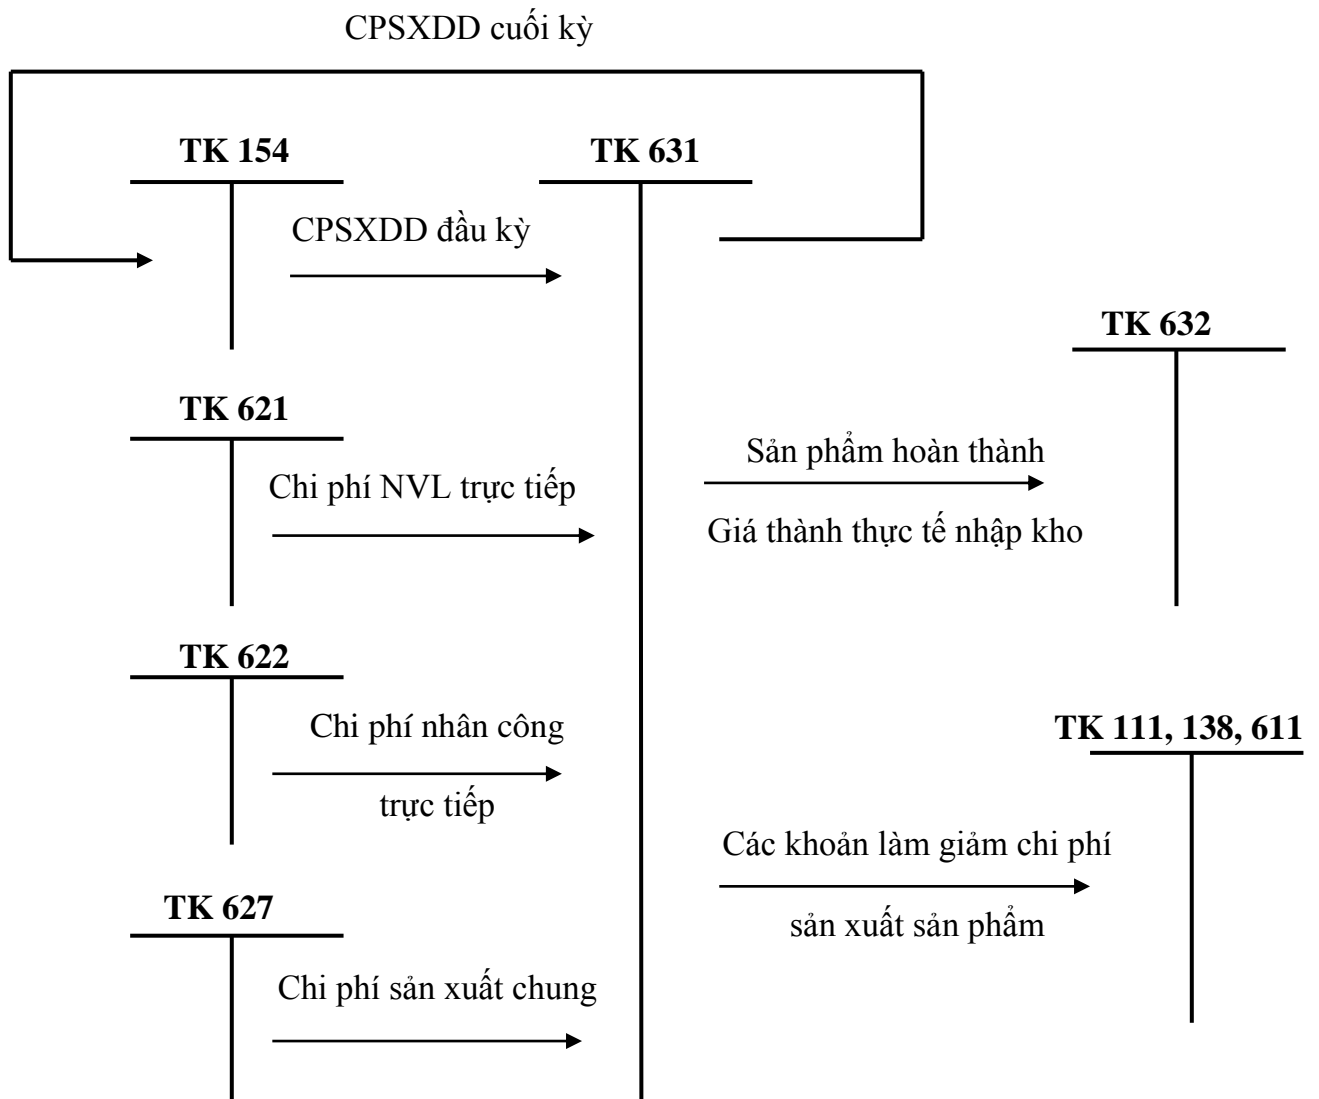 CPSXDD cuối kỳ
TK 154
TK 631
CPSXDD đầu kỳ
TK 632
TK 621
Sản phẩm hoàn thành
Chi phí NVL trực tiếp
Giá thành thực tế nhập kho
TK 622
Chi phí nhân công
trực tiếp
TK 111, 138, 611
Các khoản làm giảm chi phí
sản xuất sản phẩm
TK 627
Chi phí sản xuất chung